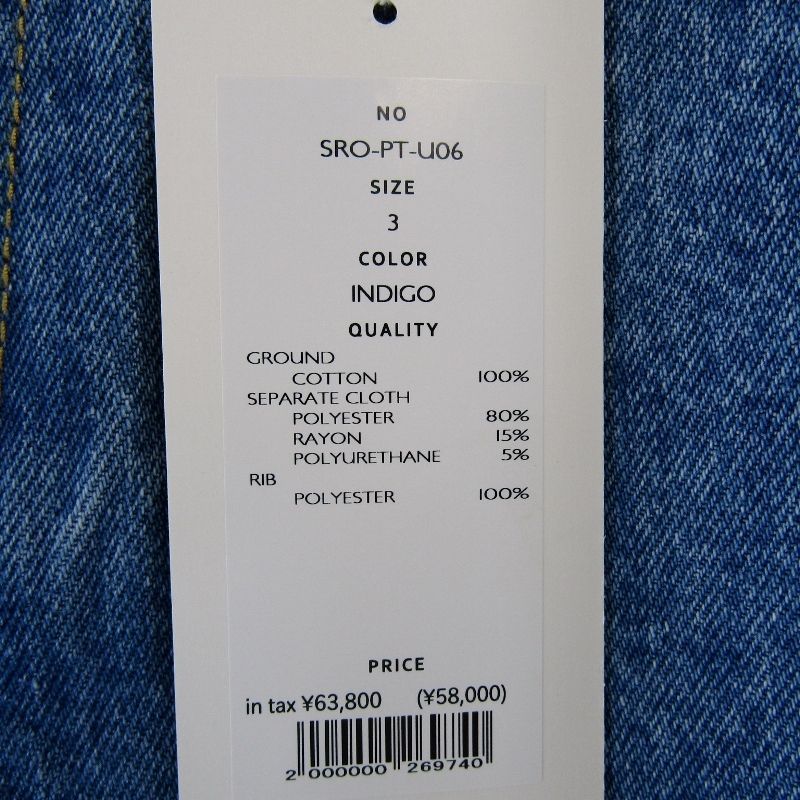 NO
SRO-PT-U06
SIZE
3
COLOR
INDIGO
QUALITY
GROUND
COTTON 100%
SEPARATE CLOTH
POLYESTER 80%
RAYON 15%
POLYURETHANE 5%
RIB
POLYESTER 100%
PRICE
in tax ¥63,800 (¥58,000)
2 000000 269740